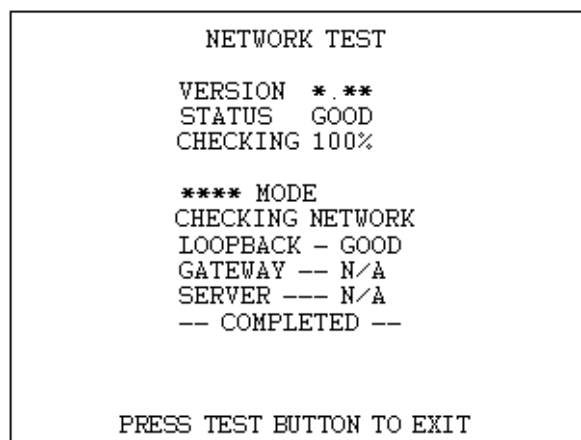 NETWORK TEST
VERSION *.**
STATUS GOOD
CHECKING 100%
**** MODE
CHECKING NETWORK
LOOPBACK - GOOD
GATEWAY -- N/A
SERVER --- N/A
-- COMPLETED --
PRESS TEST BUTTON TO EXIT